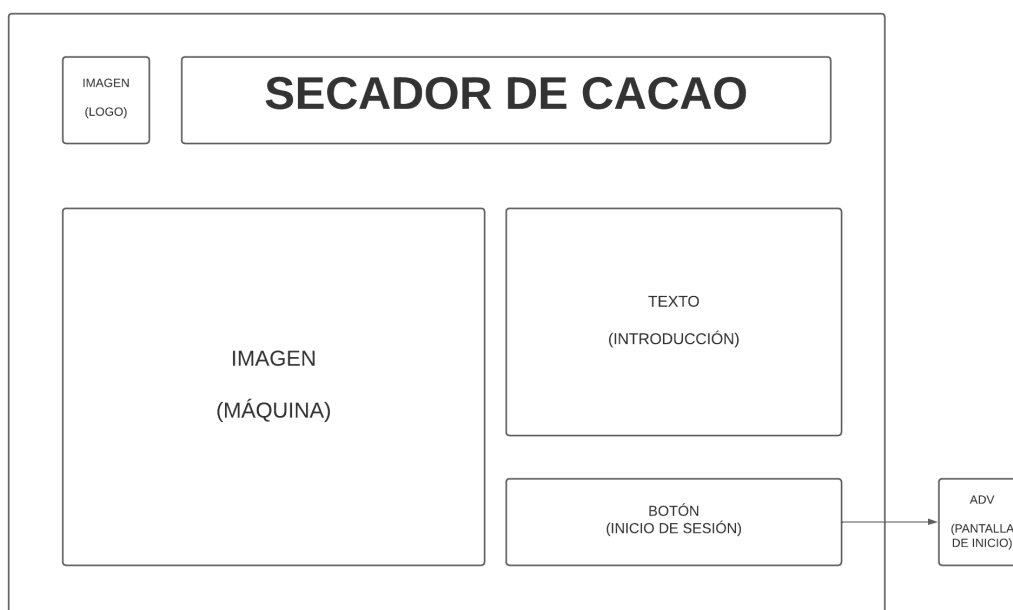 IMAGEN
(LOGO)
SECADOR DE CACAO
IMAGEN
(MÁQUINA)
TEXTO
(INTRODUCCIÓN)
BOTÓN
(INICIO DE SESIÓN)
ADV
(PANTALLA
DE INICIO)